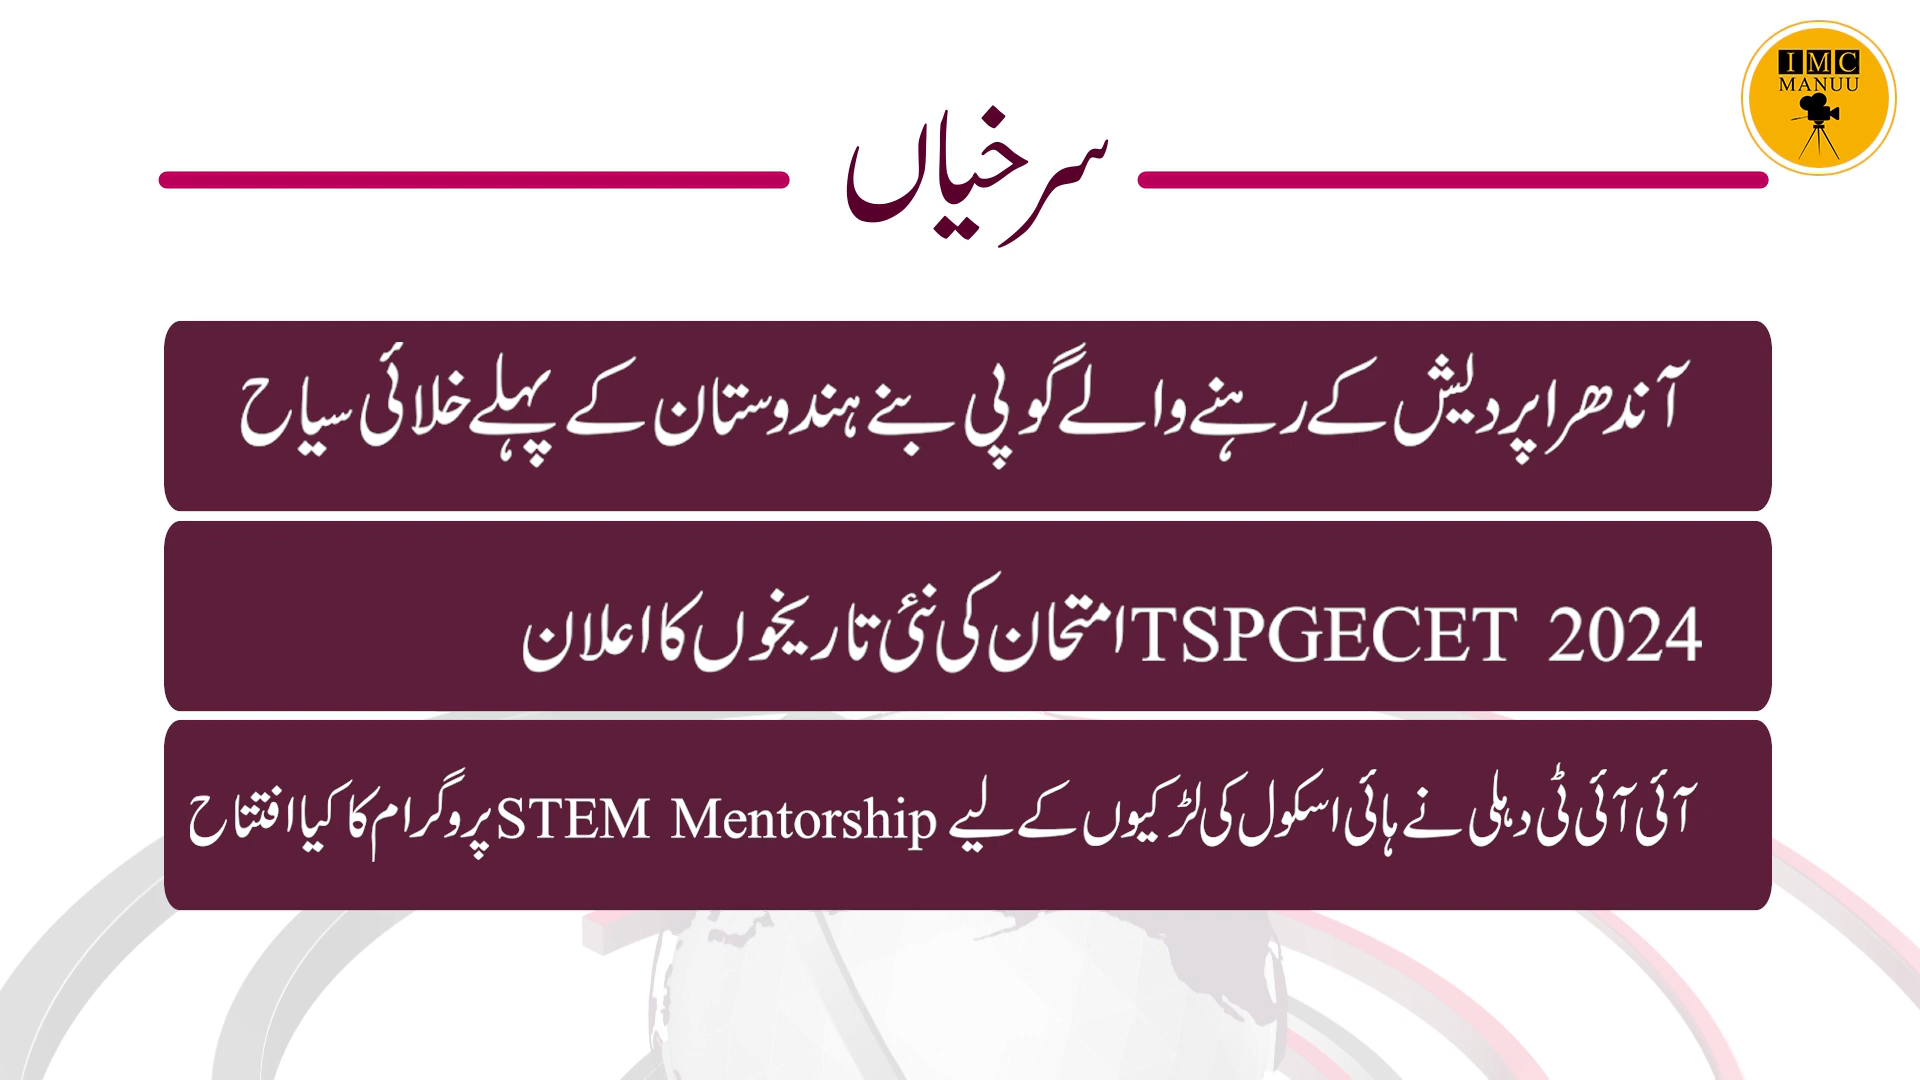 IMC
MANUU
سرخیاں
آندھرا پردیش کے رہنے والے گوپی بنے ہندوستان کے پہلے خلائی سیاح
TSPGECET 2024 امتحان کی نئی تاریخوں کا اعلان
آئی آئی ٹی دہلی نے ہائی اسکول کی لڑکیوں کے لیے STEM Mentorship پروگرام کا کیا افتتاح